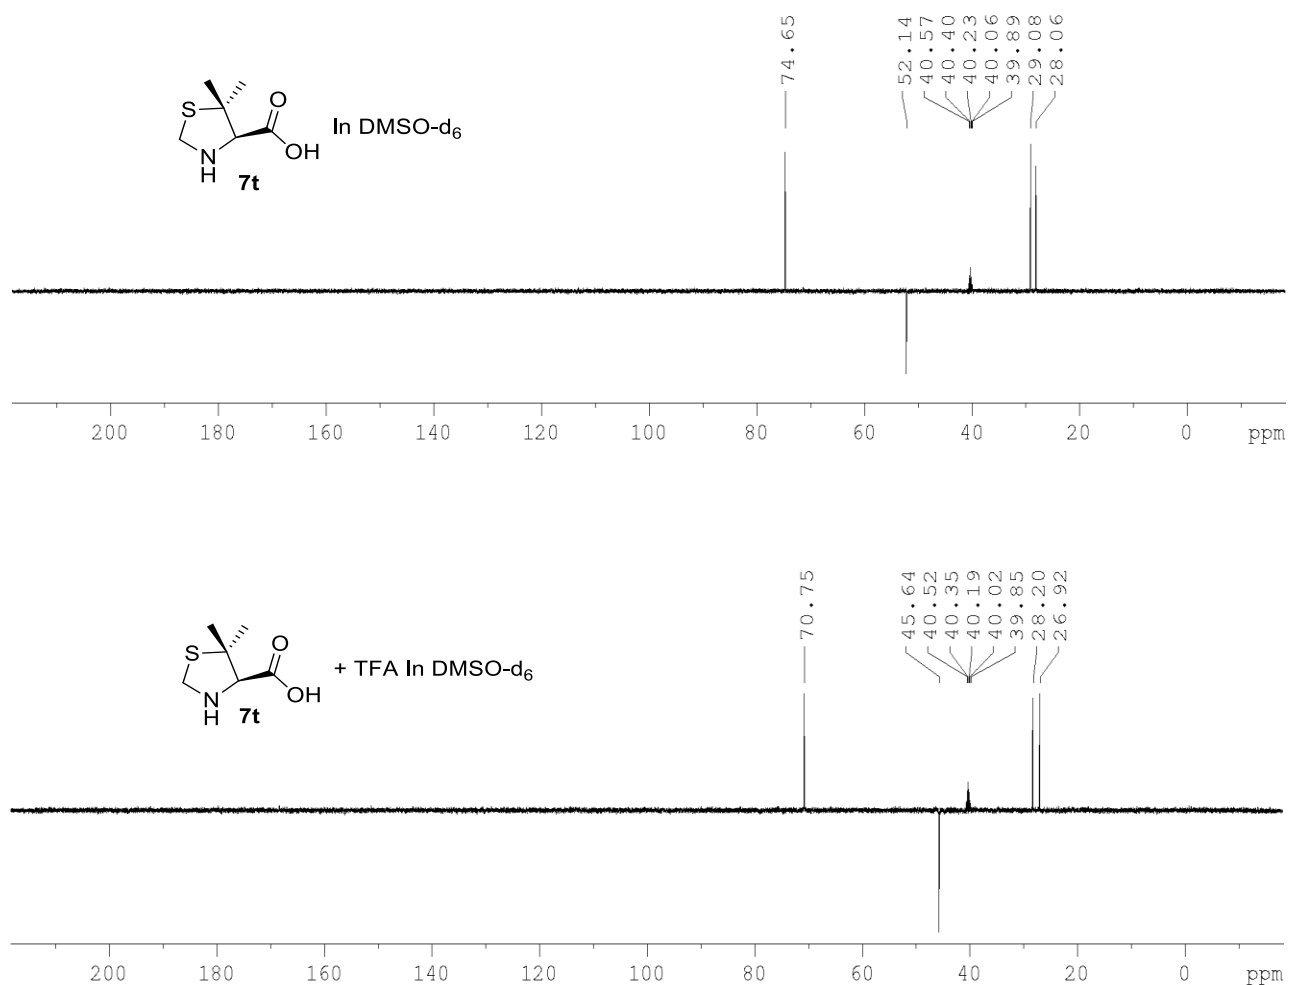 74.65
52.14
40.57
40.40
40.23
40.06
39.89
29.08
28.06
S
O
OH
N
H
7t
In DMSO-d6
200 180 160 140 120 100 80 60 40 20 0 ppm
70.75
45.64
40.52
40.35
40.19
40.02
39.85
28.20
26.92
S
O
OH
N
H
7t
+ TFA In DMSO-d6
200 180 160 140 120 100 80 60 40 20 0 ppm